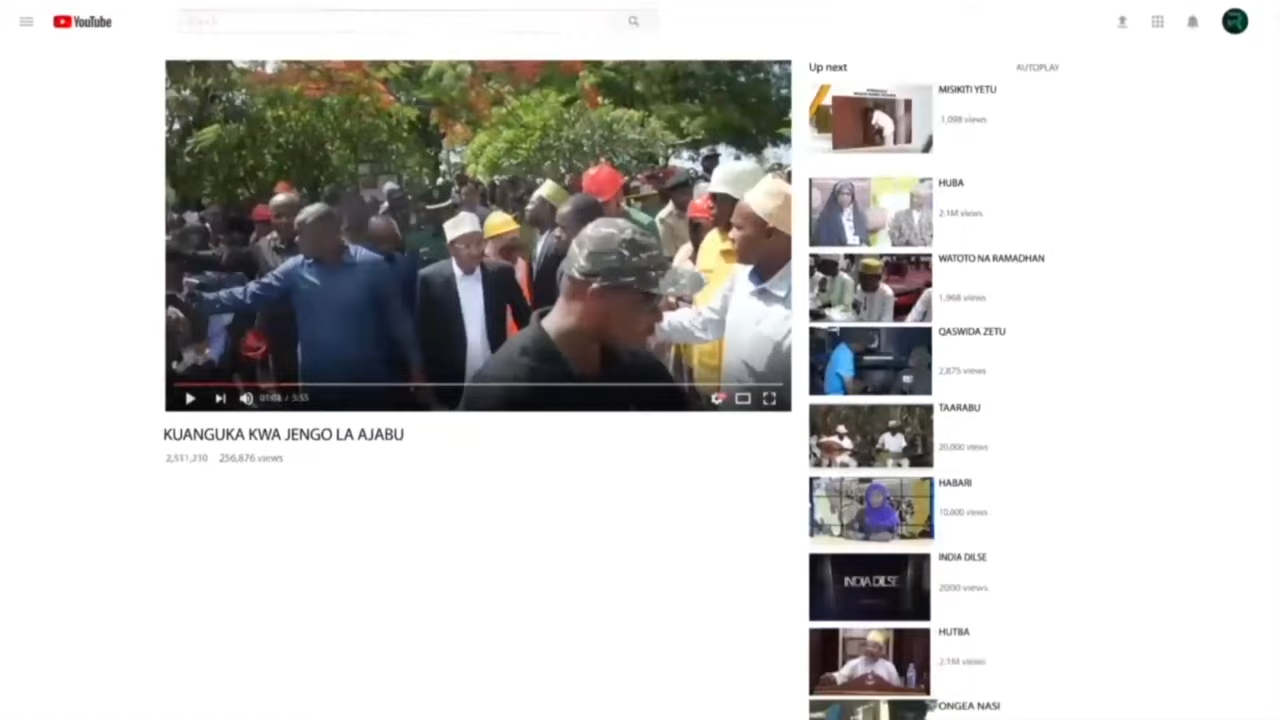 YouTube
Up next
AUTOPLAY
MISIKITI YETU
1,098 views
HUBA
2.1M views
WATOTO NA RAMADHAN
1,968 views
QASWIDA ZETU
2,875 views
TAARABU
20,000 views
HABARI
10,000 views
INDIA DILSE
INDIA DILSE
2000 views
HUTBA
2.1M views
ONGEA NASI
/ 5:55
KUANGUKA KWA JENGO LA AJABU
256,876 views